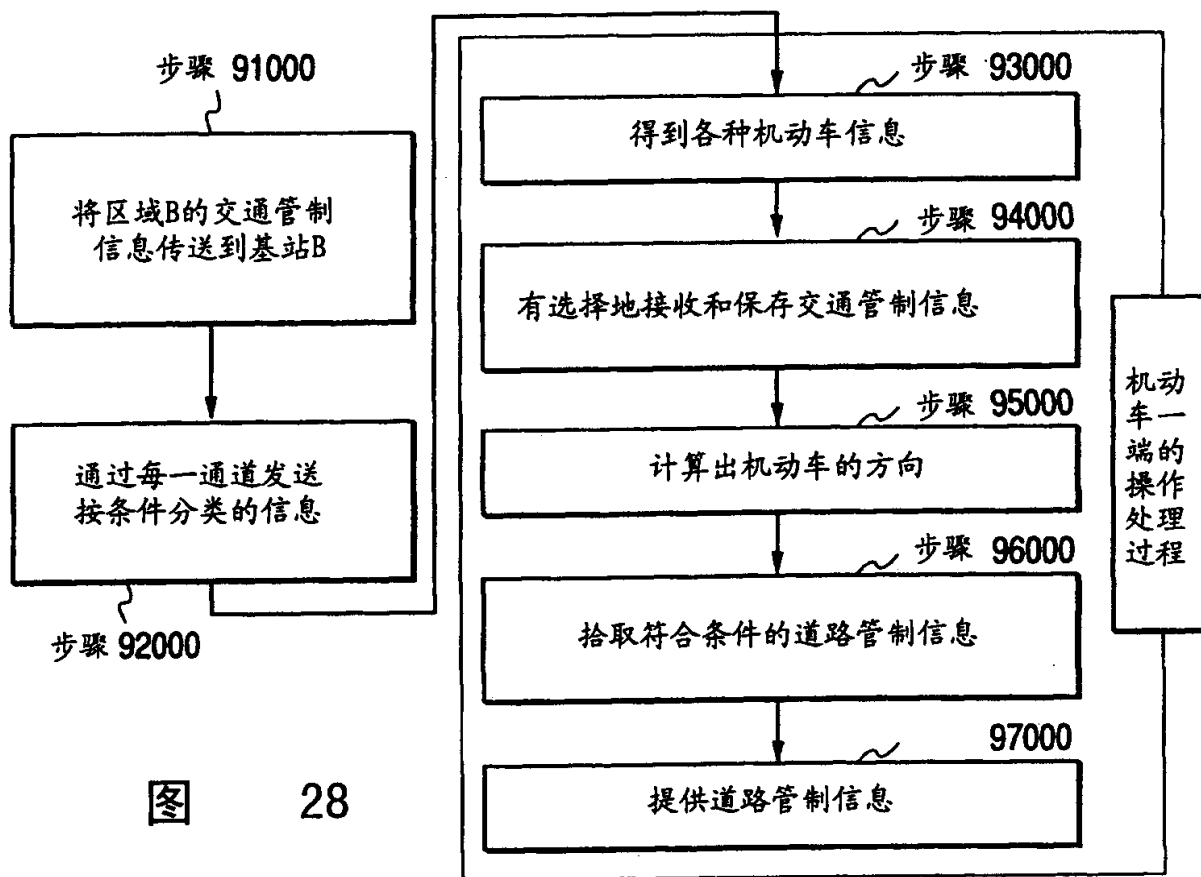 步骤 91000
将区域B的交通管制
信息传送到基站B
通过每一通道发送
按条件分类的信息
步骤 92000
步骤 93000
得到各种机动车信息
步骤 94000
有选择地接收和保存交通管制信息
步骤 95000
计算出机动车的方向
步骤 96000
拾取符合条件的道路管制信息
97000
提供道路管制信息
机动
车一
端的
操作
处理
过程
图 28